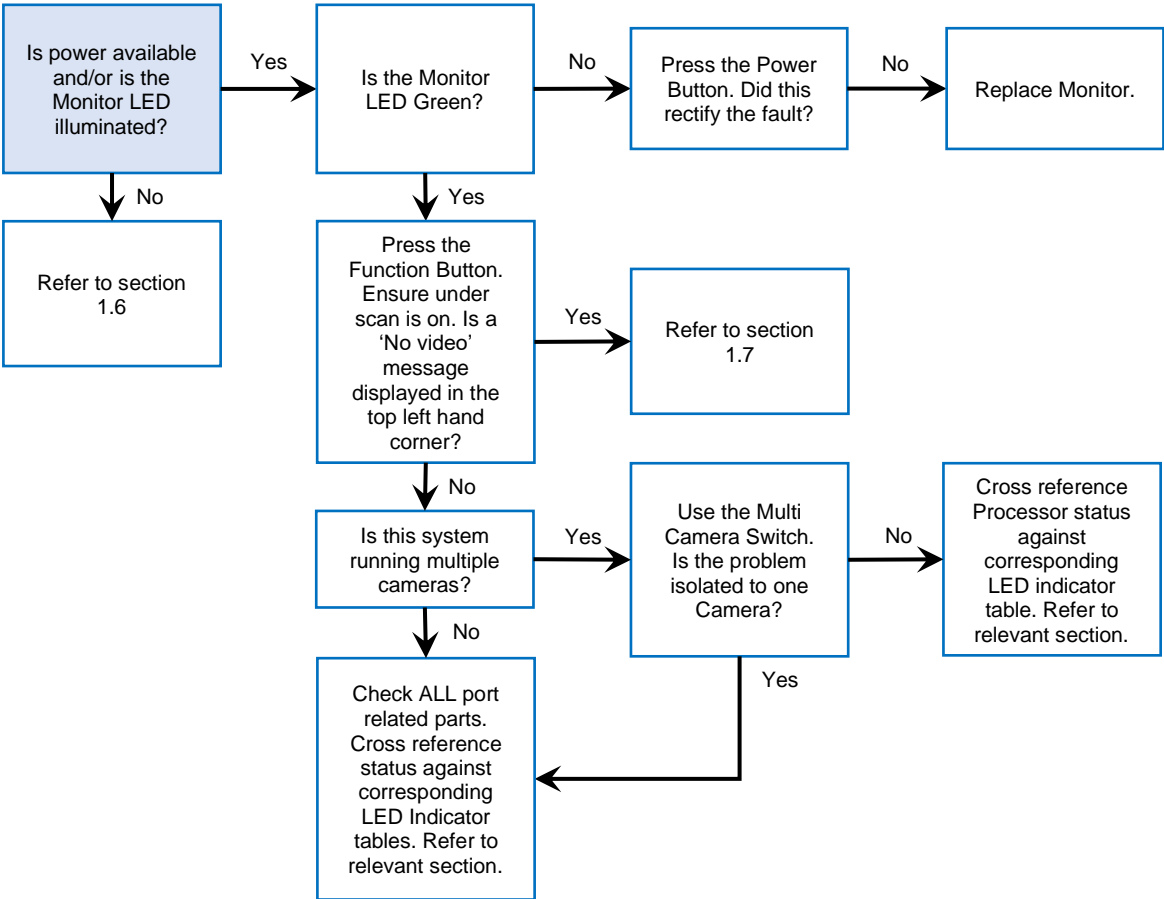 Is power available
and/or is the
Monitor LED
illuminated?
Yes
Is the Monitor
LED Green?
No
Press the Power
Button. Did this
rectify the fault?
No
Replace Monitor.
No
Yes
Refer to section
1.6
Press the
Function Button.
Ensure under
scan is on. Is a
‘No video’
message
displayed in the
top left hand
corner?
Yes
Refer to section
1.7
No
Is this system
running multiple
cameras?
Yes
Use the Multi
Camera Switch.
Is the problem
isolated to one
Camera?
No
Cross reference
Processor status
against
corresponding
LED indicator
table. Refer to
relevant section.
No
Yes
Check ALL port
related parts.
Cross reference
status against
corresponding
LED Indicator
tables. Refer to
relevant section.